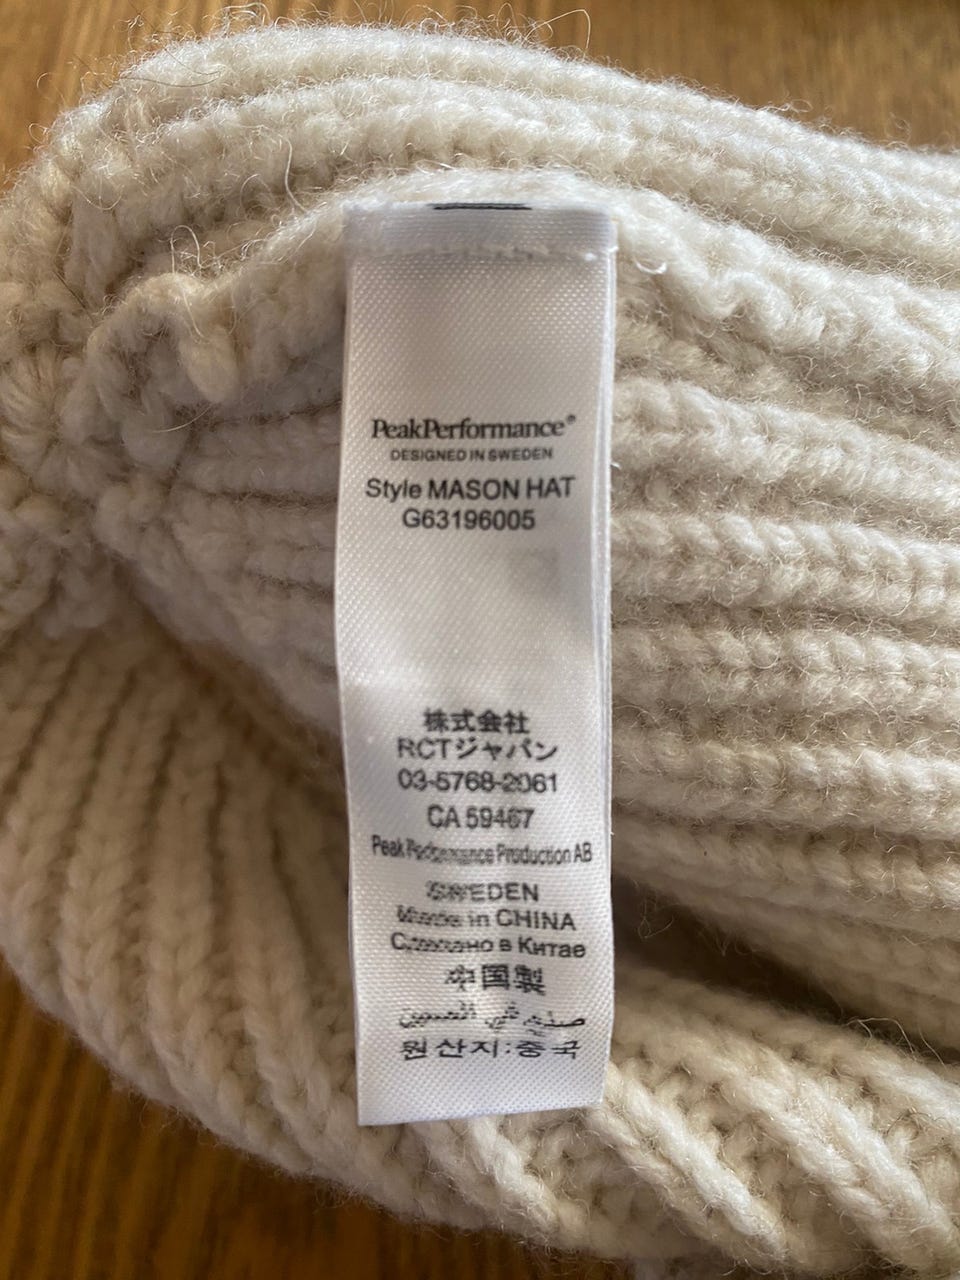 PeakPerformance®
DESIGNED IN SWEDEN
Style MASON HAT
G63196005
株式会社
RCTジャパン
03-5768-2061
CA 59467
Peak Performance Production AB
SWEDEN
Made in CHINA
Сделано в Китае
中国製
صنع في الصين
원산지:중국